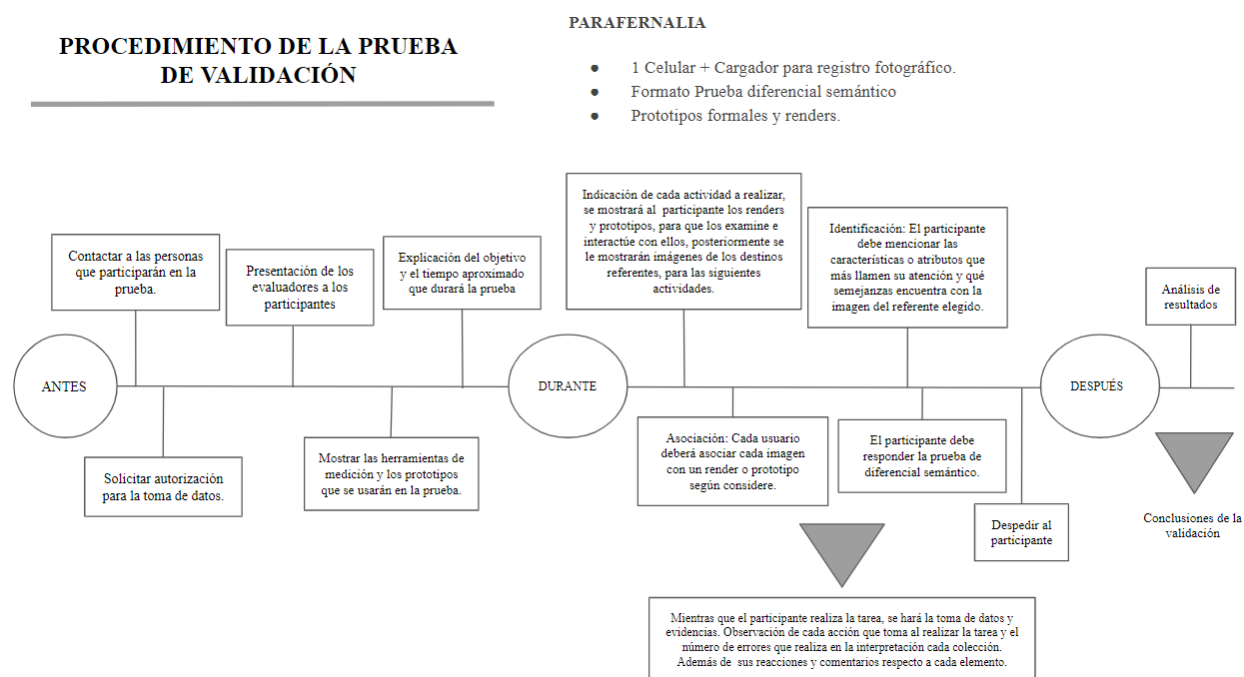 PROCEDIMIENTO DE LA PRUEBA
DE VALIDACIÓN
PARAFERNALIA
● 1 Celular + Cargador para registro fotográfico.
● Formato Prueba diferencial semántico
● Prototipos formales y renders.
ANTES
Contactar a las personas
que participarán en la
prueba.
Solicitar autorización
para la toma de datos.
Presentación de los
evaluadores a los
participantes
Mostrar las herramientas de
medición y los prototipos
que se usarán en la prueba.
Explicación del objetivo
y el tiempo aproximado
que durará la prueba
DURANTE
Indicación de cada actividad a realizar,
se mostrará al participante los renders
y prototipos, para que los examine e
interactúe con ellos, posteriormente se
le mostrarán imágenes de los destinos
referentes, para las siguientes
actividades.
Asociación: Cada usuario
deberá asociar cada imagen
con un render o prototipo
según considere.
Identificación: El participante
debe mencionar las
características o atributos que
más llamen su atención y qué
semejanzas encuentra con la
imagen del referente elegido.
El participante debe
responder la prueba de
diferencial semántico.
Despedir al
participante
Mientras que el participante realiza la tarea, se hará la toma de datos y
evidencias. Observación de cada acción que toma al realizar la tarea y el
número de errores que realiza en la interpretación cada colección.
Además de sus reacciones y comentarios respecto a cada elemento.
DESPUÉS
Análisis de
resultados
Conclusiones de la
validación